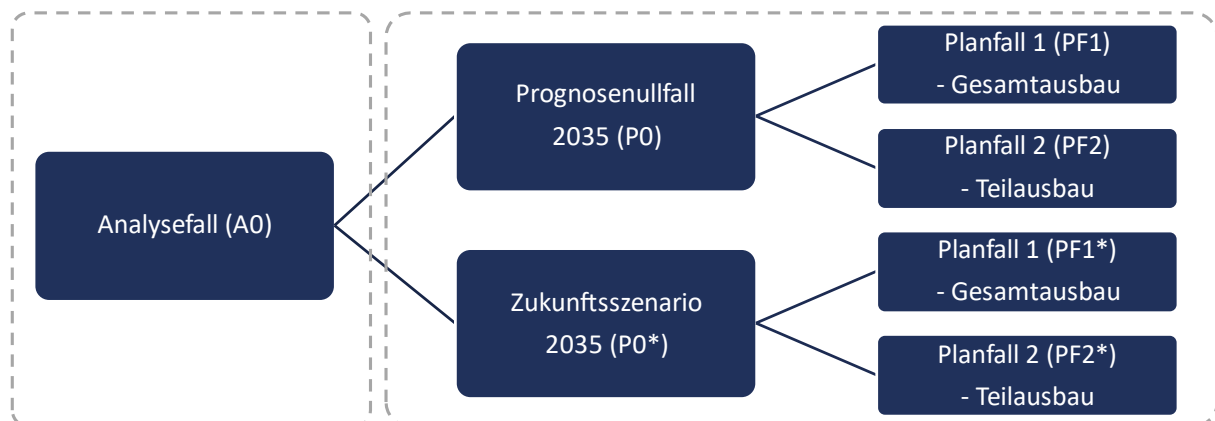 Analysefall (A0)
Prognosenullfall
2035 (P0)
Zukunftsszenario
2035 (P0*)
Planfall 1 (PF1)
- Gesamtausbau
Planfall 2 (PF2)
- Teilausbau
Planfall 1 (PF1*)
- Gesamtausbau
Planfall 2 (PF2*)
- Teilausbau